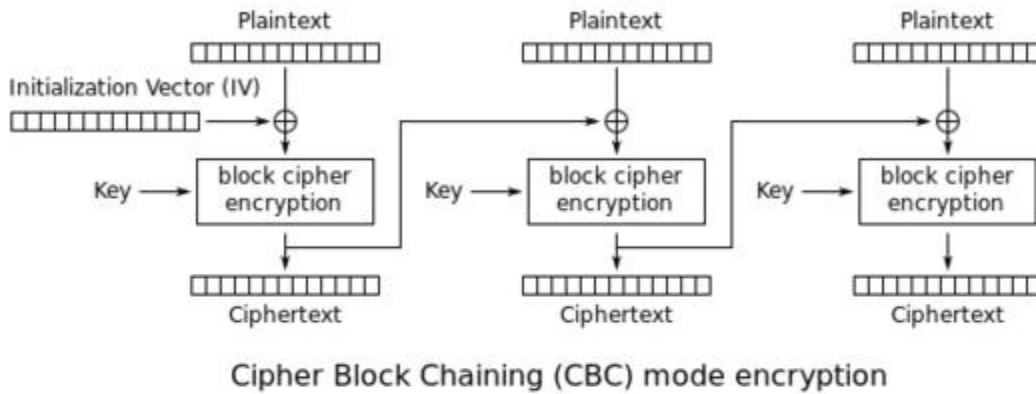 Plaintext
Plaintext
Plaintext
Initialization Vector (IV)
Key
block cipher
encryption
Key
block cipher
encryption
Key
block cipher
encryption
Ciphertext
Ciphertext
Ciphertext
Cipher Block Chaining (CBC) mode encryption